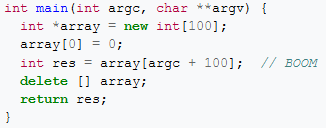 int main(int argc, char **argv) {
  int *array = new int[100];
  array[0] = 0;
  int res = array[argc + 100];  // BOOM
  delete [] array;
  return res;
}